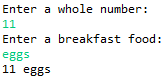 Enter a whole number:
11
Enter a breakfast food:
eggs
11 eggs